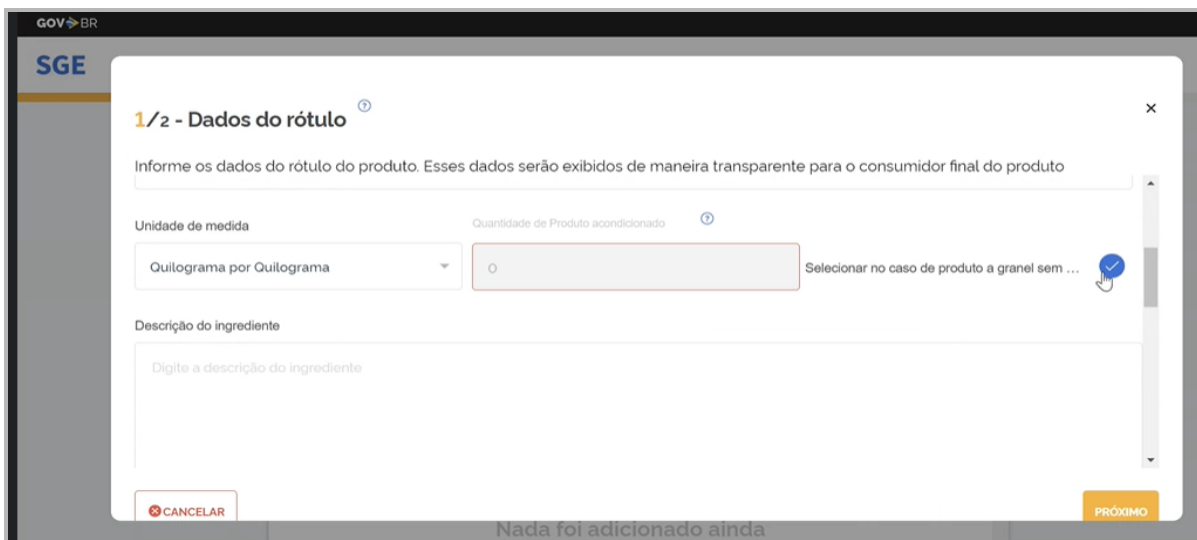 GOV BR
SGE
1/2 - Dados do rótulo
Informe os dados do rótulo do produto. Esses dados serão exibidos de maneira transparente para o consumidor final do produto
Unidade de medida
Quantidade de Produto acondicionado
Quilograma por Quilograma
0
Selecionar no caso de produto a granel sem ...
Descrição do ingrediente
Digite a descrição do ingrediente
CANCELAR
PRÓXIMO
Nada foi adicionado ainda